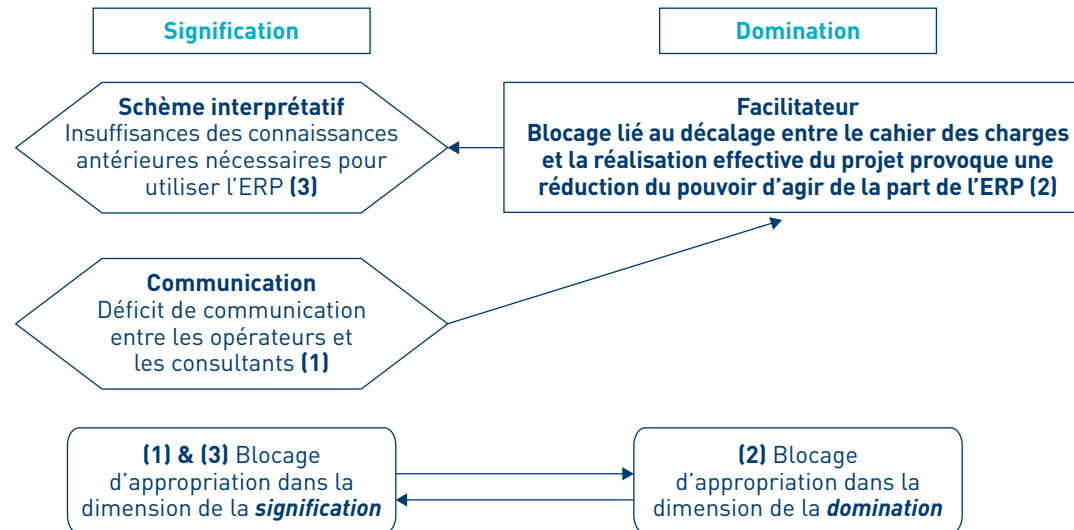 Signification
Domination
Schème interprétatif
Insuffisances des connaissances
antérieures nécessaires pour
utiliser l’ERP (3)
Facilitateur
Blocage lié au décalage entre le cahier des charges
et la réalisation effective du projet provoque une
réduction du pouvoir d’agir de la part de l’ERP (2)
Communication
Déficit de communication
entre les opérateurs et
les consultants (1)
(1) & (3) Blocage
d’appropriation dans la
dimension de la signification
(2) Blocage
d’appropriation dans la
dimension de la domination